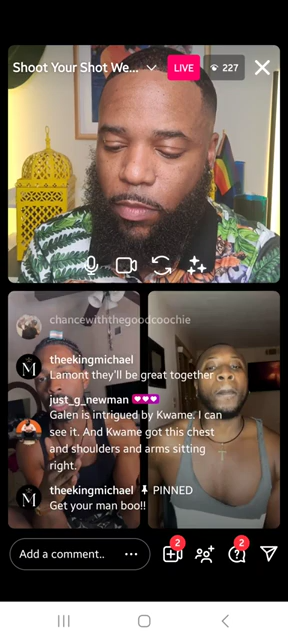 Shoot Your Shot We...
LIVE
227
chancewiththegoodcoochie
theekingmichael
Lamont they'll be great together
just_g_newman
Galen is intrigued by Kwame. I can
see it. And Kwame got this chest
and shoulders and arms sitting
right.
theekingmichael PINNED
Get your man boo!!
Add a comment..
2
2
M
M